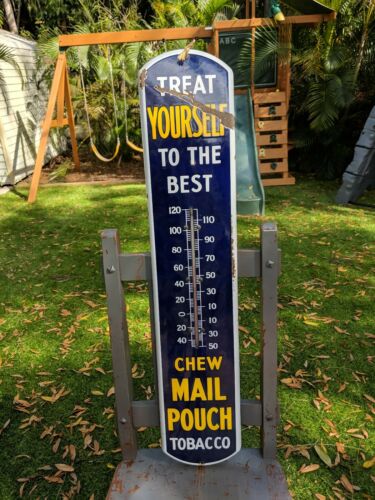 ABC
TREAT
YOURSELF
TO THE
BEST
120 110
100 90
80 70
60 50
40 30
20 10
0 10
20 30
40 50
CHEW
MAIL
POUCH
TOBACCO